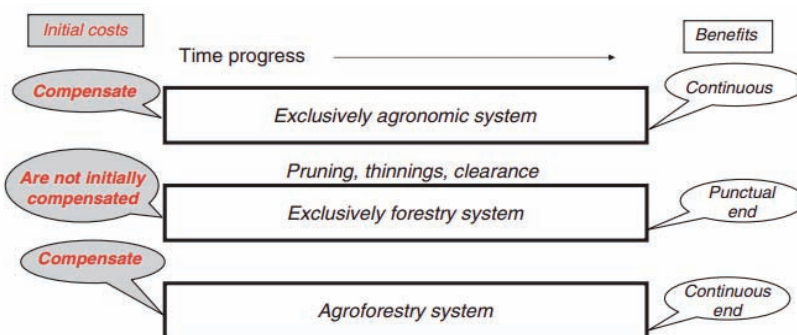 Initial costs
Time progress
Benefits
Compensate
Exclusively agronomic system
Continuous
Are not initially
compensated
Pruning, thinnings, clearance
Exclusively forestry system
Punctual
end
Compensate
Agroforestry system
Continuous
end